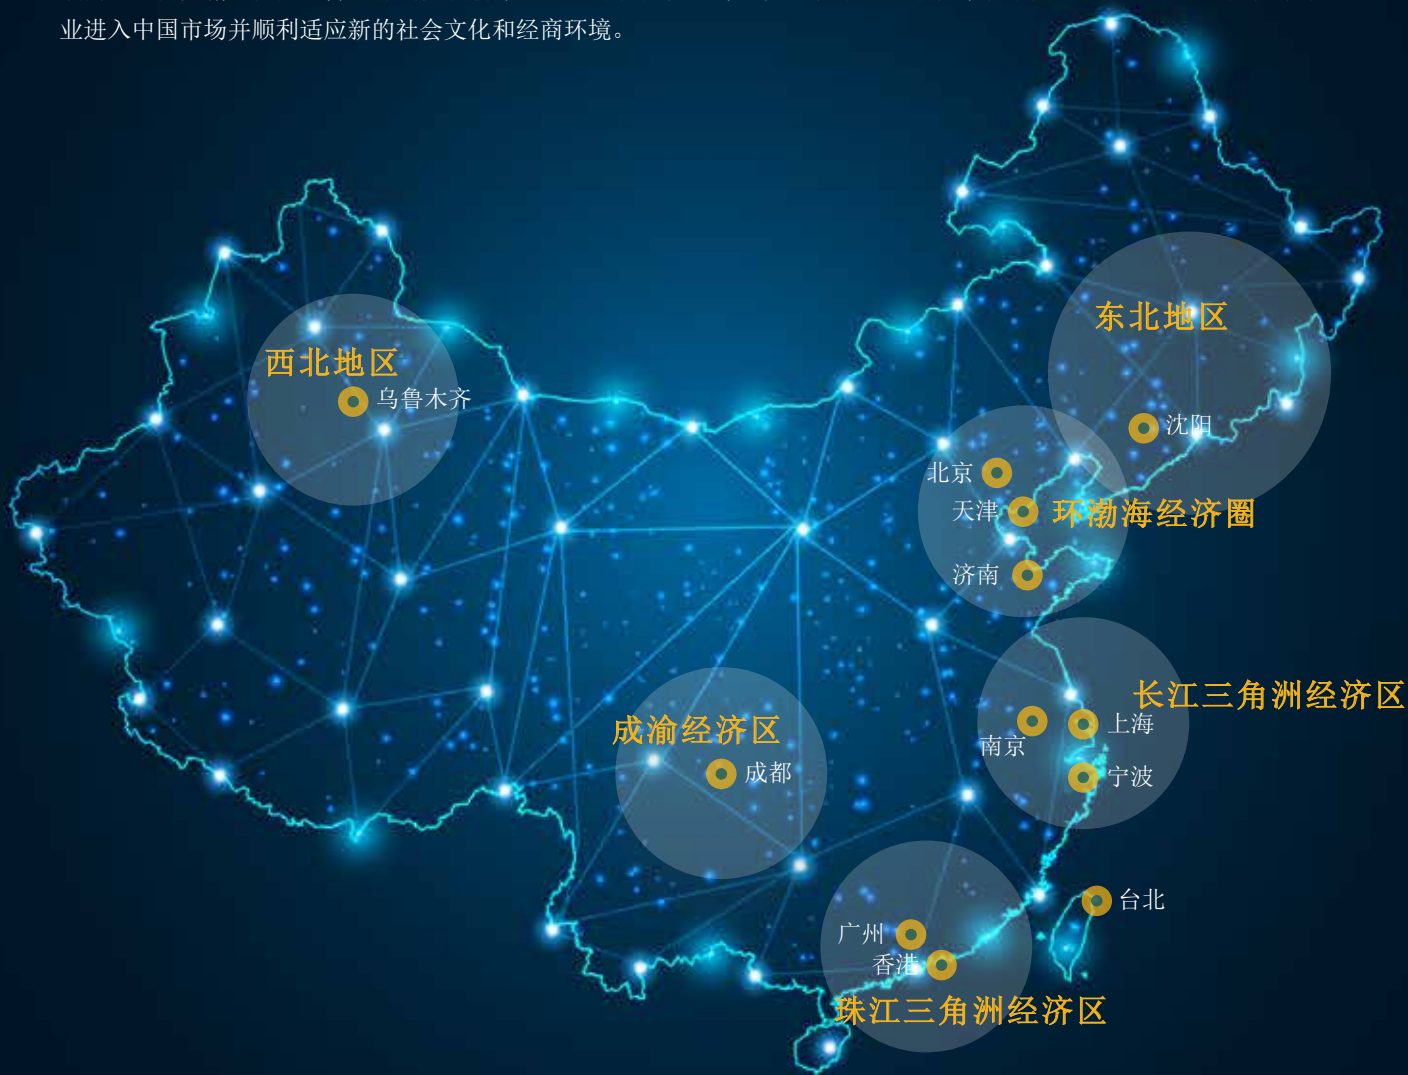 业进入中国市场并顺利适应新的社会文化和经商环境。
东北地区
西北地区
乌鲁木齐
沈阳
北京
天津
环渤海经济圈
济南
长江三角洲经济区
上海
南京
成渝经济区
成都
宁波
台北
广州
香港
珠江三角洲经济区